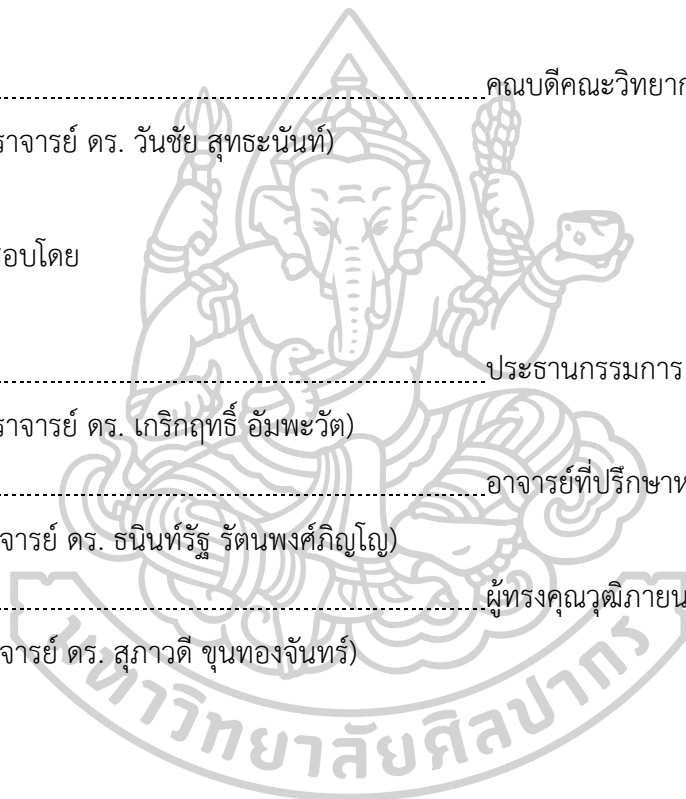 คณบดีคณะวิทยาก
ราจารย์ ดร. วันชัย สุทธะนันท์)
อบโดย
ประธานกรรมการ
ราจารย์ ดร. เกริกฤทธิ์ อัมพะวัต)
อาจารย์ที่ปรึกษาห
จารย์ ดร. ธนินท์รัฐ รัตนพงศ์ภิญโญ)
ผู้ทรงคุณวุฒิภายน
จารย์ ดร. สุภาวดี ขุนทองจันทร์)
มหาวิทยาลัยศิลปากร